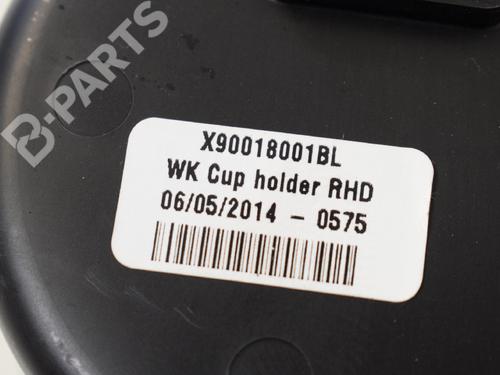 B-PARTS
X90018001BL
WK Cup holder RHD
06/05/2014 - 0575